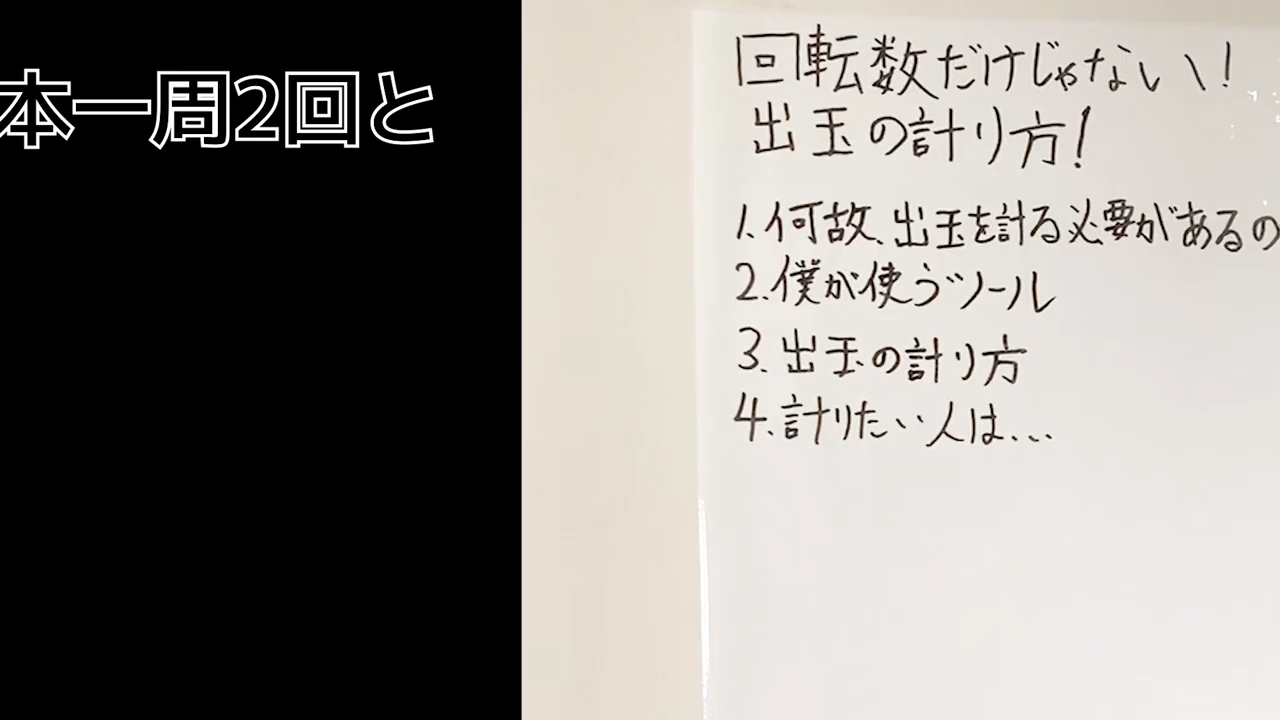 本一周2回と
回転数だけじゃない!
出玉の計り方!
1.何故、出玉を計る必要があるの
2.僕が使うツール
3.出玉の計り方
4.計りたい人は...